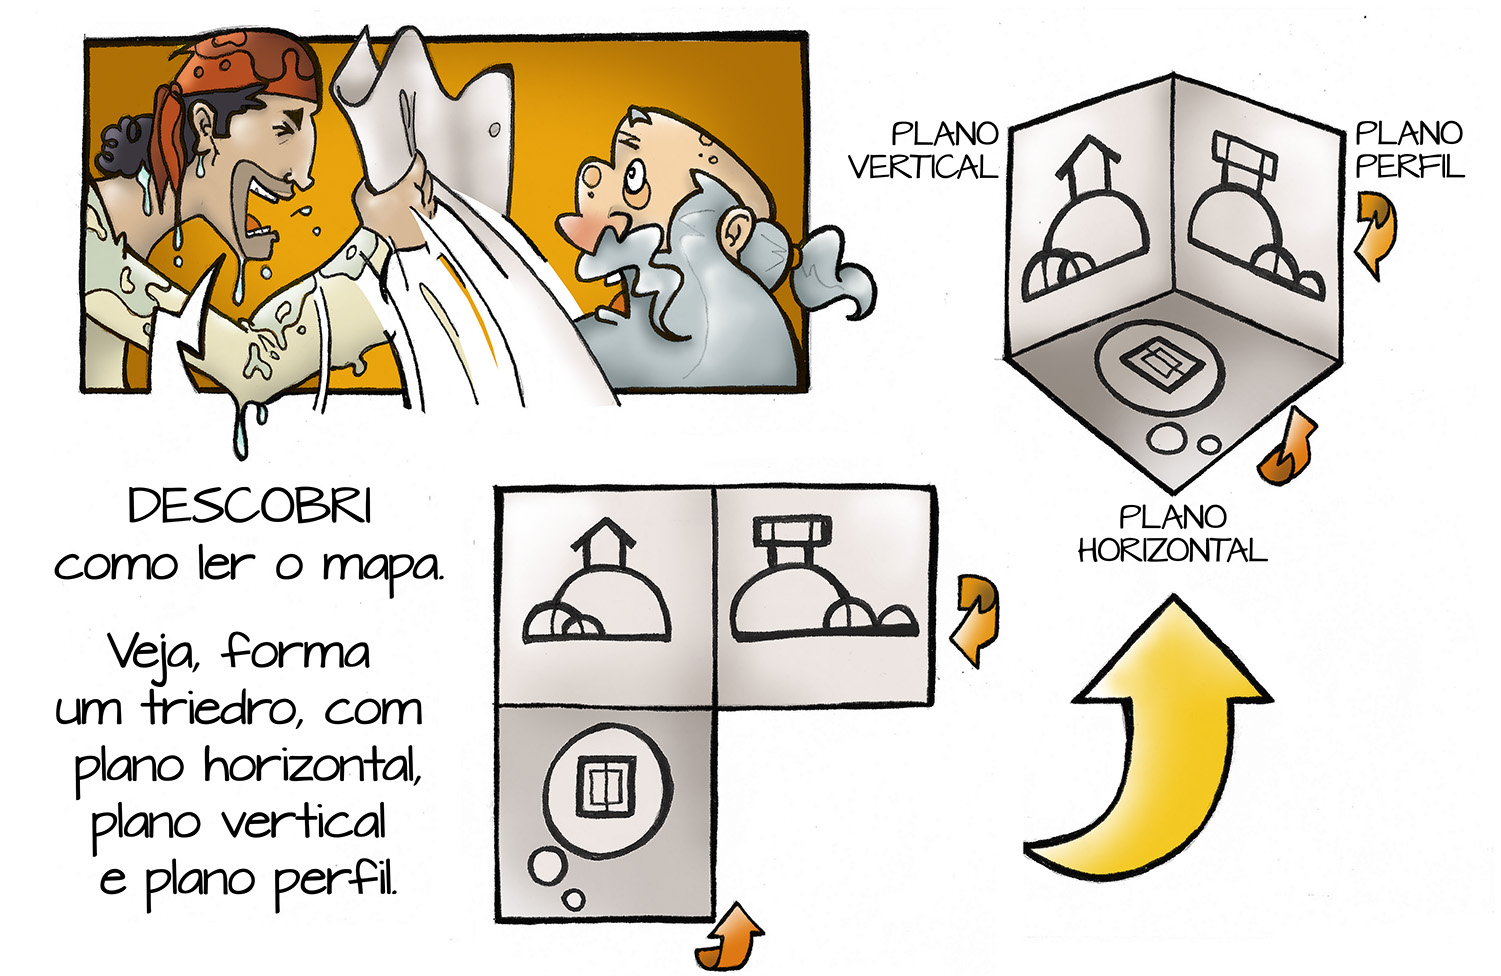 DESCOBRI
como ler o mapa.
Veja, forma
um triedro, com
plano horizontal,
plano vertical
e plano perfil.
PLANO
VERTICAL
PLANO
PERFIL
PLANO
HORIZONTAL